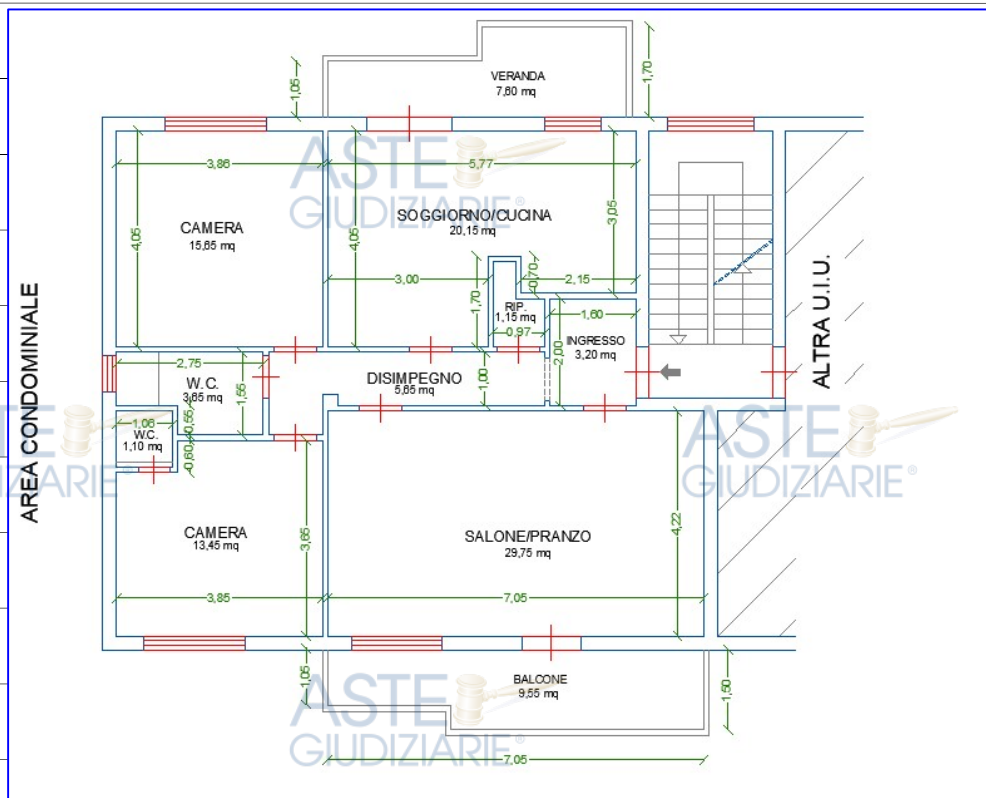 VERANDA
7,60 mq
1,05
1,70
3,86
5,77
ASTE
GIUDIZIARIE®
SOGGIORNO/CUCINA
20,15 mq
CAMERA
15,65 mq
4,05
4,05
3,05
3,00
2,15
0,70
1,70
RIP.
1,15 mq
0,97
1,60
2,00
INGRESSO
3,20 mq
ALTRA U.I.U.
AREA CONDOMINIALE
2,75
W.C.
3,65 mq
1,55
DISIMPEGNO
5,65 mq
1,00
1,06
W.C.
1,10 mq
0,55
0,60
TE
IZIARIE
ASTE
GIUDIZIARIE®
CAMERA
13,45 mq
3,65
3,85
SALONE/PRANZO
29,75 mq
4,22
7,05
1,05
BALCONE
9,55 mq
1,50
ASTE
GIUDIZIARIE®
7,05